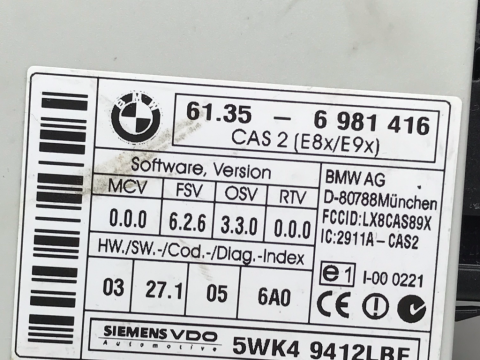 BMW
61.35 - 6 981 416
CAS 2 (E8x/E9x)
Software, Version
MCV FSV OSV RTV
0.0.0 6.2.6 3.3.0 0.0.0
HW./SW.-/Cod-/Diag.-Index
03 27.1 05 6A0
BMW AG
D-80788München
FCCID:LX8CAS89X
IC:2911A-CAS2
e1 I-00 0221
CE
SIEMENS VDO
Automotive
5WK4 9412LBF